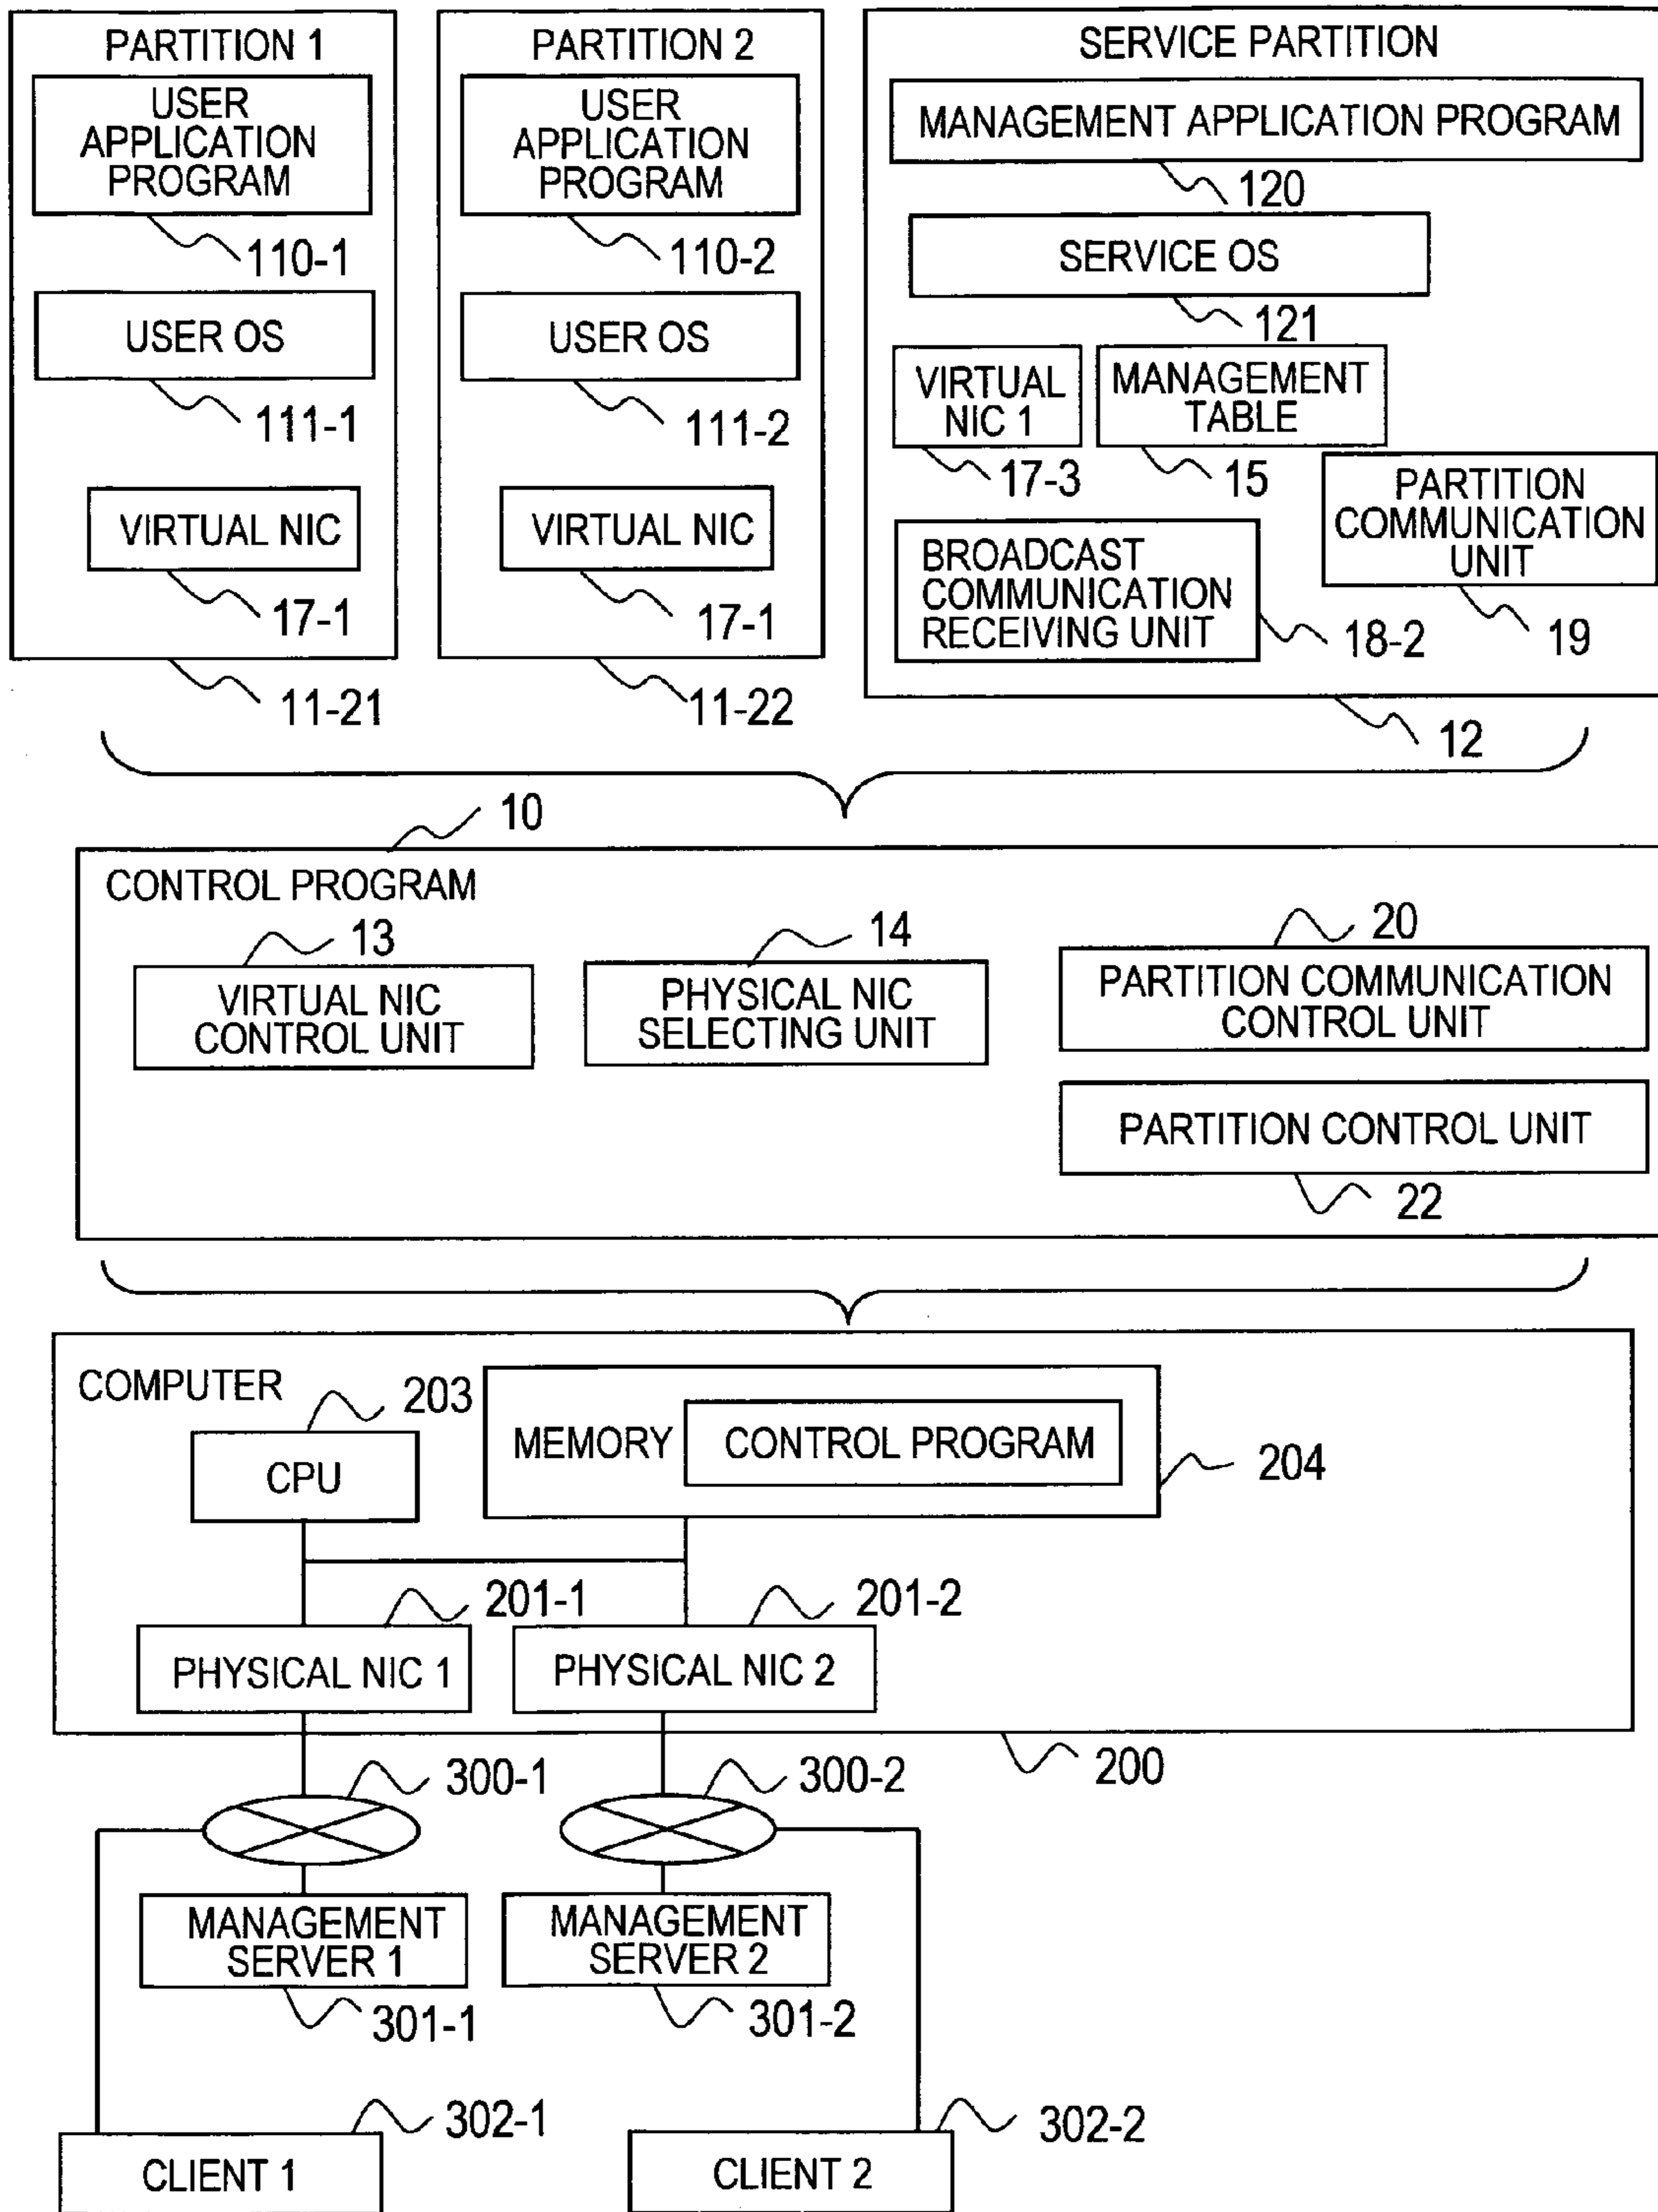 PARTITION 1
USER
APPLICATION
PROGRAM
110-1
USER OS
111-1
VIRTUAL NIC
17-1
11-21
PARTITION 2
USER
APPLICATION
PROGRAM
110-2
USER OS
111-2
VIRTUAL NIC
17-1
11-22
SERVICE PARTITION
MANAGEMENT APPLICATION PROGRAM
120
SERVICE OS
121
VIRTUAL
NIC 1
17-3
MANAGEMENT
TABLE
15
PARTITION
COMMUNICATION
UNIT
19
BROADCAST
COMMUNICATION
RECEIVING UNIT
18-2
12
10
CONTROL PROGRAM
13
VIRTUAL NIC
CONTROL UNIT
14
PHYSICAL NIC
SELECTING UNIT
20
PARTITION COMMUNICATION
CONTROL UNIT
PARTITION CONTROL UNIT
22
COMPUTER
203
CPU
MEMORY
CONTROL PROGRAM
204
201-1
PHYSICAL NIC 1
201-2
PHYSICAL NIC 2
200
300-1
300-2
MANAGEMENT
SERVER 1
301-1
MANAGEMENT
SERVER 2
301-2
302-1
CLIENT 1
302-2
CLIENT 2